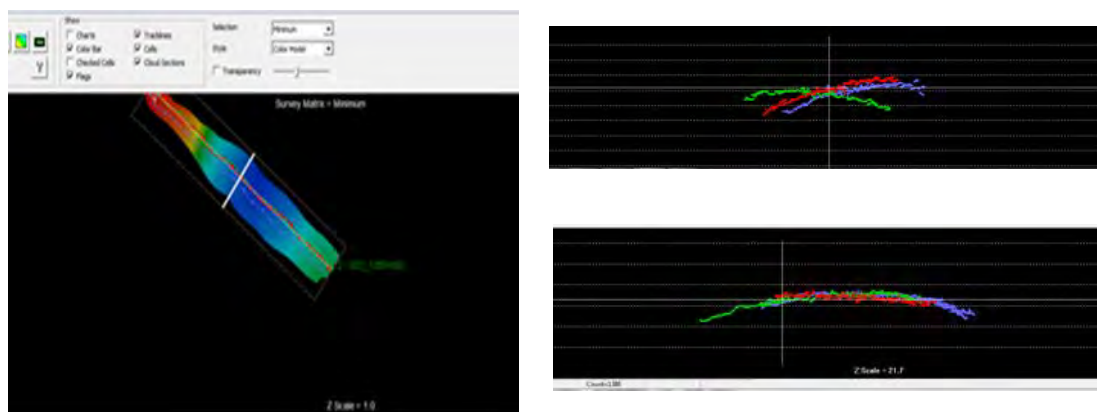 Show
Charts
Tracklines
Color Bar
Cells
Checked Cells
Cloud Sections
Flags
Selection
Minimum
Style
Color Model
Transparency
Survey Matrix - Minimum
Z Scale = 1.0
Z Scale = 21.7